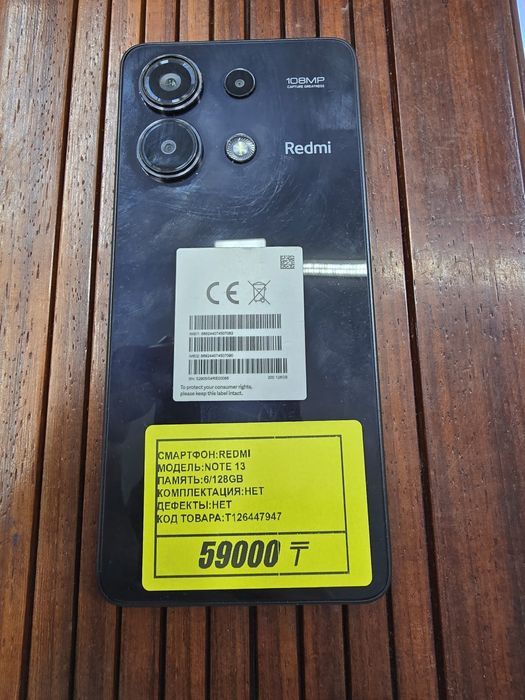 108MP
CAPTURE GREATNESS
Redmi
CE
To protect your consumer rights,
please keep this label intact.
СМАРТФОН:REDMI
МОДЕЛЬ:NOTE 13
ПАМЯТЬ:6/128GB
КОМПЛЕКТАЦИЯ:НЕТ
ДЕФЕКТЫ:НЕТ
КОД ТОВАРА:T126447947
59000 ₸